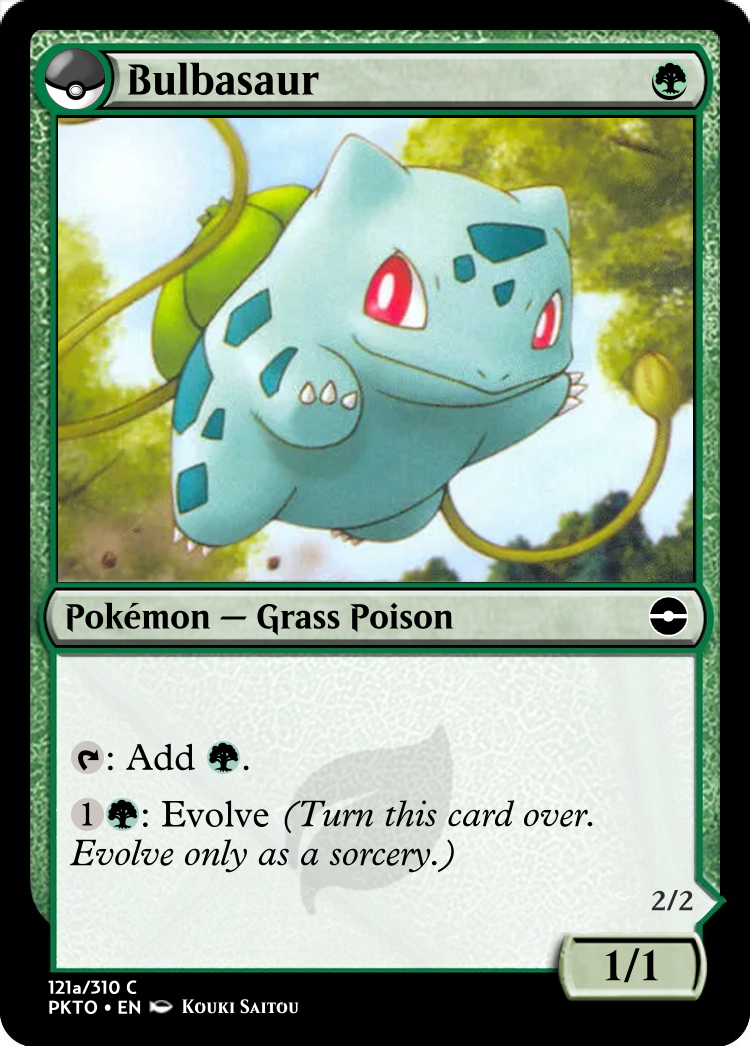 Bulbasaur
Pokémon — Grass Poison
: Add .
1: Evolve (Turn this card over.
Evolve only as a sorcery.)
2/2
1/1
121a/310 C
PKTO • EN Kouki Saitou